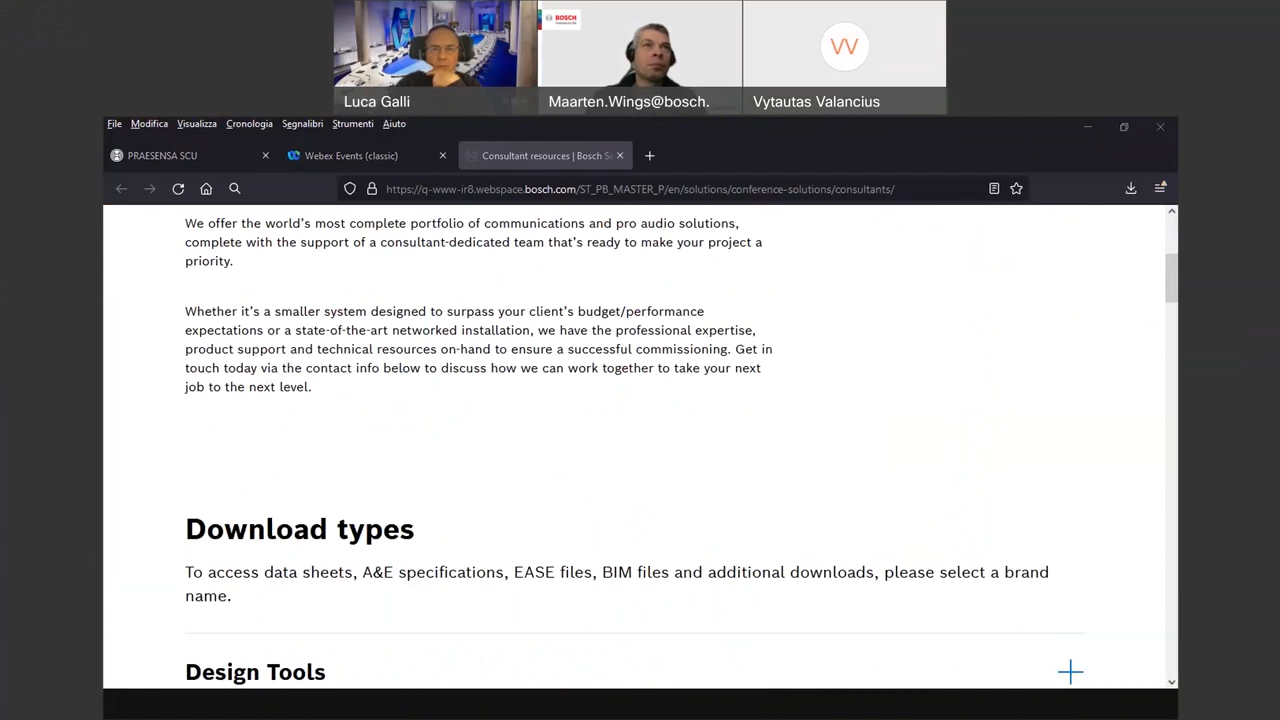 BOSCH
VV
Luca Galli
Maarten.Wings@bosch.
Vytautas Valancius
File Modifica Visualizza Cronologia Segnalibri Strumenti Aiuto
PRAESENSA SCU
Webex Events (classic)
Consultant resources | Bosch Se
https://q-www-ir8.webspace.bosch.com/ST_PB_MASTER_P/en/solutions/conference-solutions/consultants/
We offer the world's most complete portfolio of communications and pro audio solutions,
complete with the support of a consultant-dedicated team that's ready to make your project a
priority.
Whether it's a smaller system designed to surpass your client's budget/performance
expectations or a state-of-the-art networked installation, we have the professional expertise,
product support and technical resources on-hand to ensure a successful commissioning. Get in
touch today via the contact info below to discuss how we can work together to take your next
job to the next level.
Download types
To access data sheets, A&E specifications, EASE files, BIM files and additional downloads, please select a brand
name.
Design Tools